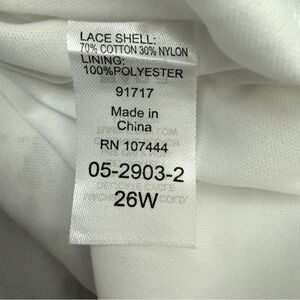 LACE SHELL:
70% COTTON 30% NYLON
LINING:
100%POLYESTER
91717
Made in
China
RN 107444
05-2903-2
26W